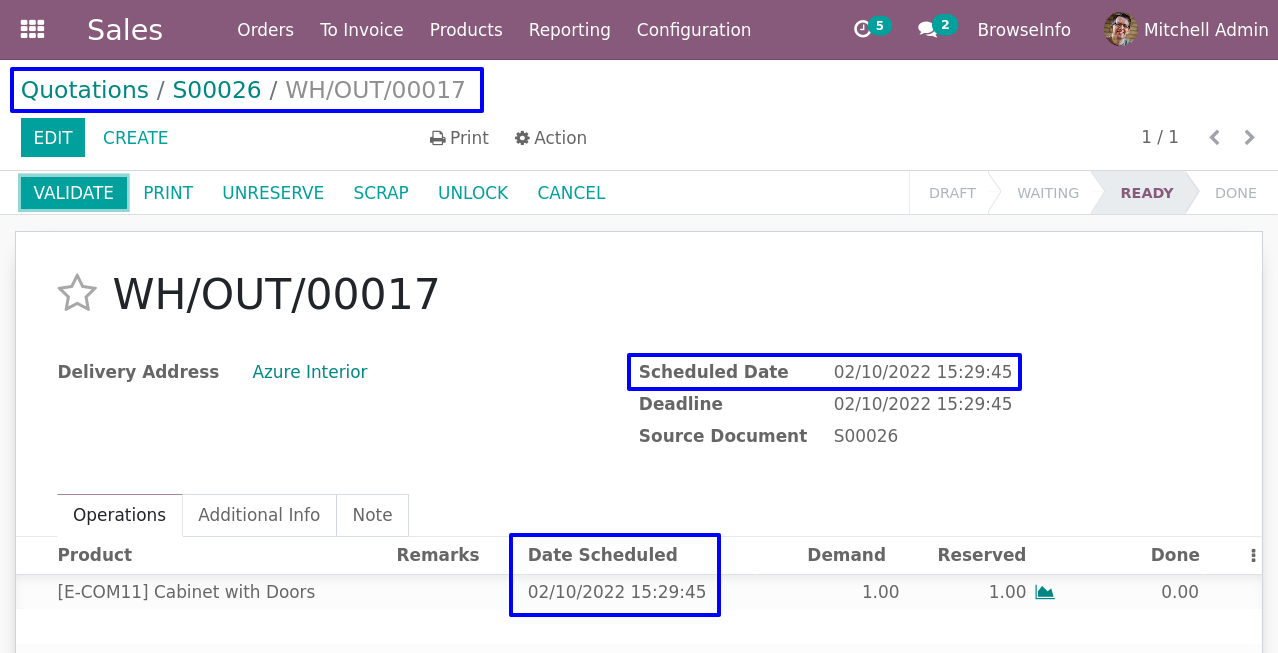 Sales Orders To Invoice Products Reporting Configuration 5 2 BrowseInfo Mitchell Admin
Quotations / S00026 / WH/OUT/00017
EDIT CREATE Print Action 1 / 1
VALIDATE PRINT UNRESERVE SCRAP UNLOCK CANCEL DRAFT WAITING READY DONE
WH/OUT/00017
Delivery Address Azure Interior Scheduled Date 02/10/2022 15:29:45
Deadline 02/10/2022 15:29:45
Source Document S00026
Operations Additional Info Note
Product Remarks Date Scheduled Demand Reserved Done
[E-COM11] Cabinet with Doors 02/10/2022 15:29:45 1.00 1.00 0.00